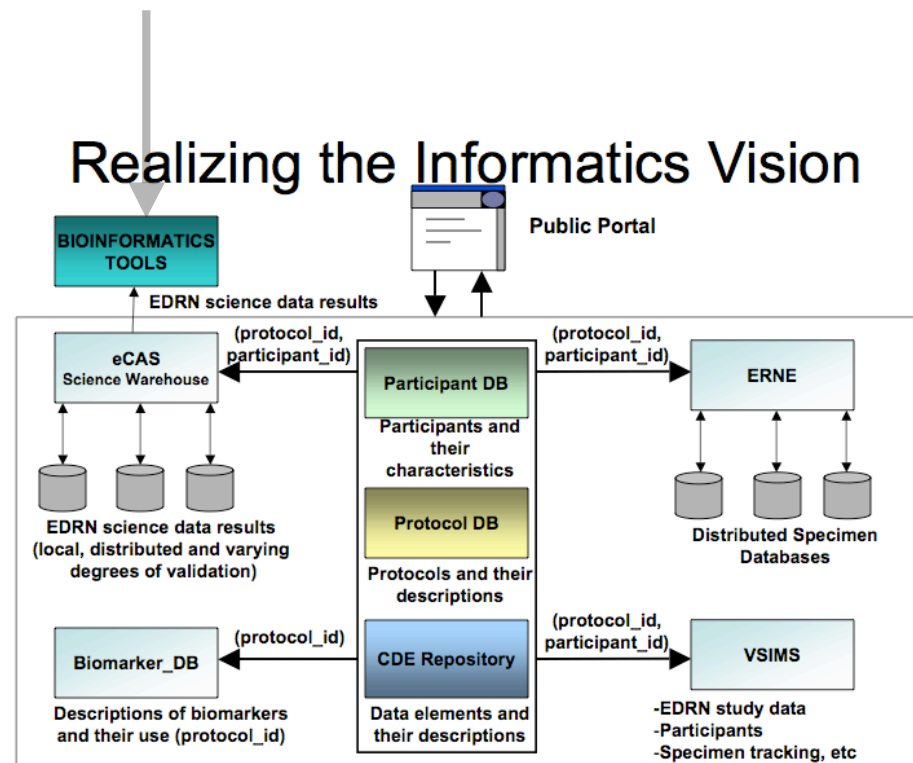 Realizing the Informatics Vision
Public Portal
BIOINFORMATICS
TOOLS
EDRN science data results
(protocol_id,
participant_id)
eCAS
Science Warehouse
Participant DB
(protocol_id,
participant_id)
ERNE
Participants and
their
characteristics
EDRN science data results
(local, distributed and varying
degrees of validation)
Protocol DB
Distributed Specimen
Databases
Protocols and their
descriptions
(protocol_id)
Biomarker_DB
CDE Repository
(protocol_id,
participant_id)
VSIMS
Descriptions of biomarkers
and their use (protocol_id)
Data elements and
their descriptions
-EDRN study data
-Participants
-Specimen tracking, etc